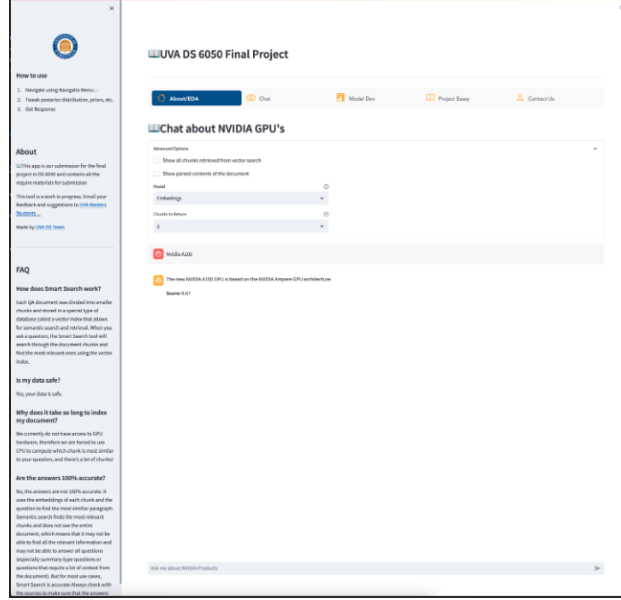 How to use
1. Navigate using Navigatio Menu...
2. Tweak posterior distribution, priors, etc.
3. Get Response
About
This app is our submission for the final
project in DS 6040 and contains all the
require materials for submission
This tool is a work in progress. Email your
feedback and suggestions to UVA Masters
Students
Made by UVA DS Team
FAQ
How does Smart Search work?
Each QA document was divided into smaller
chunks and stored in a special type of
database called a vector index that allows
for semantic search and retrieval. When you
ask a question, the Smart Search tool will
search through the document chunks and
find the most relevant ones using the vector
index.
Is my data safe?
Yes, your data is safe.
Why does it take so long to index
my document?
We currently do not have access to GPU
hardware, therefore we are forced to use
CPU to compute which chunk is most similar
to your question, and there's a lot of chunks!
Are the answers 100% accurate?
No, the answers are not 100% accurate. It
uses the embeddings of each chunk and the
question to find the most similar paragraph.
Semantic search finds the most relevant
chunks and does not see the entire
document, which means that it may not be
able to find all the relevant information and
may not be able to answer all questions
(especially summary-type questions or
questions that require a lot of context from
the document). But for most use cases,
Smart Search is accurate Always check with
the sources to make sure that the answers
UVA DS 6050 Final Project
About/EDA
Chat
Model Dev
Project Essay
Contact Us
Chat about NVIDIA GPU's
Advanced Options
Show all chunks retrieved from vector search
Show parsed contents of the document
Model
Embeddings
Chunks to Return
Nvidia A100
The new NVIDIA A100 GPU is based on the NVIDIA Ampere GPU architecture.
Score: 0.67
Ask me about NVIDIA Products